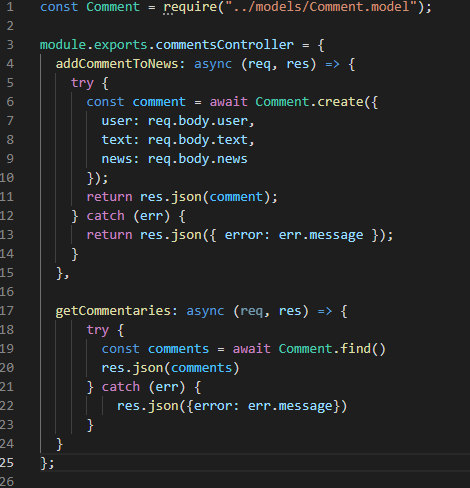 1 const Comment = require("../models/Comment.model");
2
3 module.exports.commentsController = {
4 addCommentToNews: async (req, res) => {
5 try {
6 const comment = await Comment.create({
7 user: req.body.user,
8 text: req.body.text,
9 news: req.body.news
10 });
11 return res.json(comment);
12 } catch (err) {
13 return res.json({ error: err.message });
14 }
15 },
16
17 getCommentaries: async (req, res) => {
18 try {
19 const comments = await Comment.find()
20 res.json(comments)
21 } catch (err) {
22 res.json({error: err.message})
23 }
24 }
25 };
26